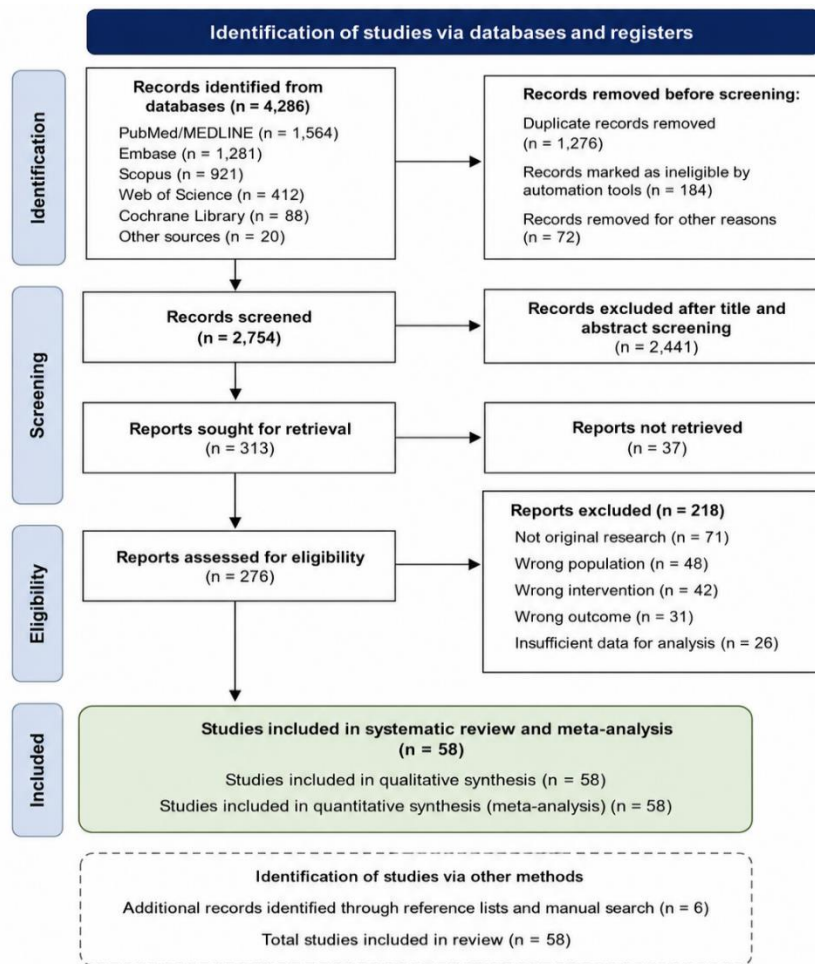 Identification of studies via databases and registers
Identification
Records identified from
databases (n = 4,286)
PubMed/MEDLINE (n = 1,564)
Embase (n = 1,281)
Scopus (n = 921)
Web of Science (n = 412)
Cochrane Library (n = 88)
Other sources (n = 20)
Records removed before screening:
Duplicate records removed
(n = 1,276)
Records marked as ineligible by
automation tools (n = 184)
Records removed for other reasons
(n = 72)
Screening
Records screened
(n = 2,754)
Records excluded after title and
abstract screening
(n = 2,441)
Reports sought for retrieval
(n = 313)
Reports not retrieved
(n = 37)
Eligibility
Reports assessed for eligibility
(n = 276)
Reports excluded (n = 218)
Not original research (n = 71)
Wrong population (n = 48)
Wrong intervention (n = 42)
Wrong outcome (n = 31)
Insufficient data for analysis (n = 26)
Included
Studies included in systematic review and meta-analysis
(n = 58)
Studies included in qualitative synthesis (n = 58)
Studies included in quantitative synthesis (meta-analysis) (n = 58)
Identification of studies via other methods
Additional records identified through reference lists and manual search (n = 6)
Total studies included in review (n = 58)